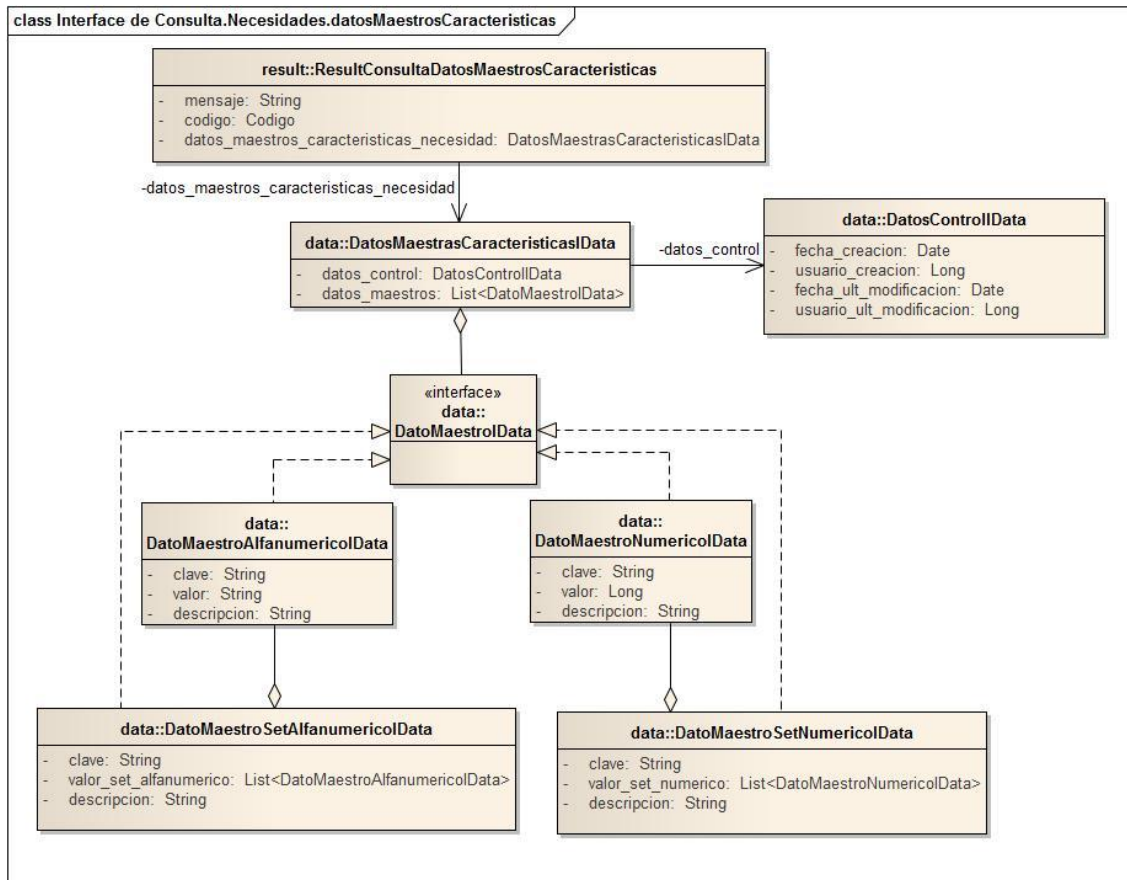 class Interface de Consulta.Necesidades.datosMaestrosCaracteristicas
result::ResultConsultaDatosMaestrosCaracteristicas
- mensaje: String
- codigo: Codigo
- datos_maestros_caracteristicas_necesidad: DatosMaestrasCaracteristicasIData
-datos_maestros_caracteristicas_necesidad
data::DatosMaestrasCaracteristicasIData
- datos_control: DatosControlIData
- datos_maestros: List<DatoMaestroIData>
-datos_control
data::DatosControlIData
- fecha_creacion: Date
- usuario_creacion: Long
- fecha_ult_modificacion: Date
- usuario_ult_modificacion: Long
«interface»
data::
DatoMaestroIData
data::
DatoMaestroAlfanumericoIData
- clave: String
- valor: String
- descripcion: String
data::
DatoMaestroNumericoIData
- clave: String
- valor: Long
- descripcion: String
data::DatoMaestroSetAlfanumericoIData
- clave: String
- valor_set_alfanumerico: List<DatoMaestroAlfanumericoIData>
- descripcion: String
data::DatoMaestroSetNumericoIData
- clave: String
- valor_set_numerico: List<DatoMaestroNumericoIData>
- descripcion: String